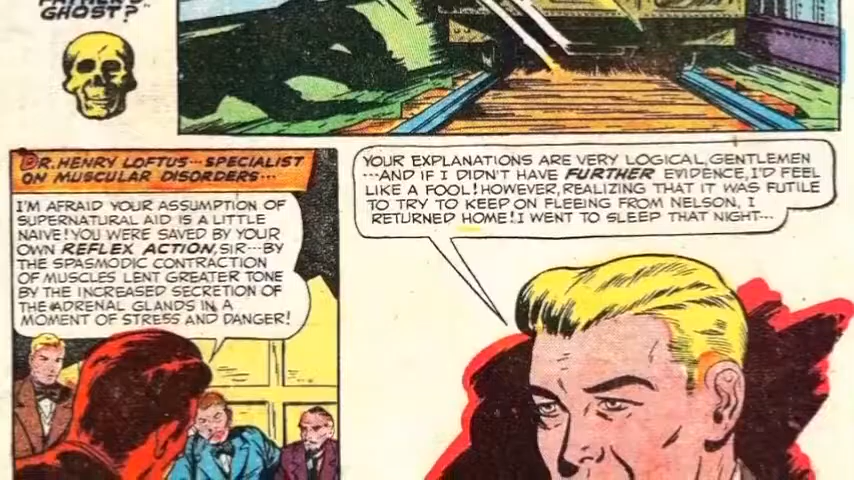 FATHER'S
GHOST?"
DR. HENRY LOFTUS---SPECIALIST
ON MUSCULAR DISORDERS---
I'M AFRAID YOUR ASSUMPTION OF
SUPERNATURAL AID IS A LITTLE
NAIVE! YOU WERE SAVED BY YOUR
OWN REFLEX ACTION, SIR---BY
THE SPASMODIC CONTRACTION
OF MUSCLES LENT GREATER TONE
BY THE INCREASED SECRETION OF
THE ADRENAL GLANDS IN A
MOMENT OF STRESS AND DANGER!
YOUR EXPLANATIONS ARE VERY LOGICAL, GENTLEMEN
---AND IF I DIDN'T HAVE FURTHER EVIDENCE, I'D FEEL
LIKE A FOOL! HOWEVER, REALIZING THAT IT WAS FUTILE
TO TRY TO KEEP ON FLEEING FROM NELSON, I
RETURNED HOME! I WENT TO SLEEP THAT NIGHT---